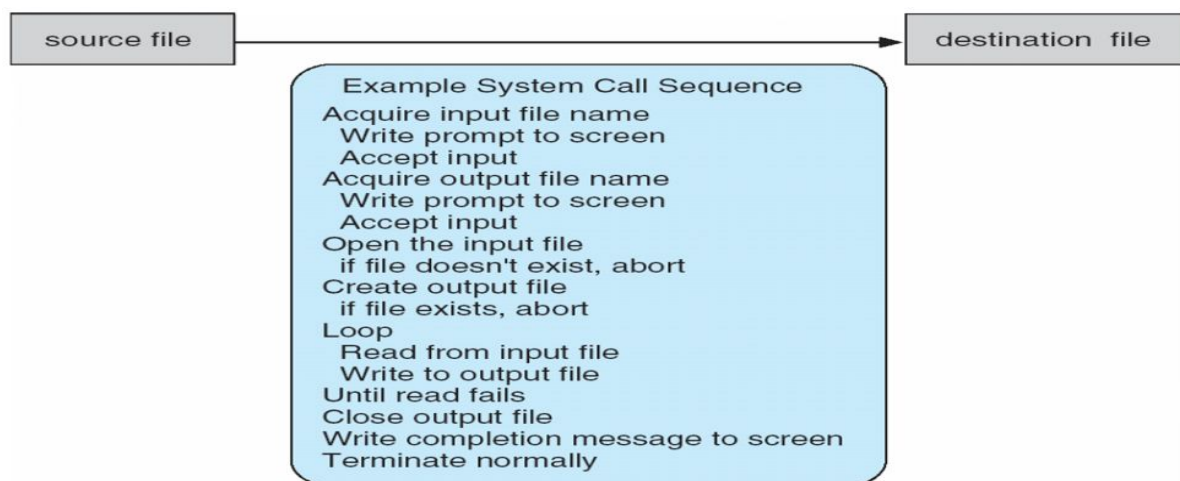 source file
destination file
Example System Call Sequence
Acquire input file name
Write prompt to screen
Accept input
Acquire output file name
Write prompt to screen
Accept input
Open the input file
if file doesn't exist, abort
Create output file
if file exists, abort
Loop
Read from input file
Write to output file
Until read fails
Close output file
Write completion message to screen
Terminate normally